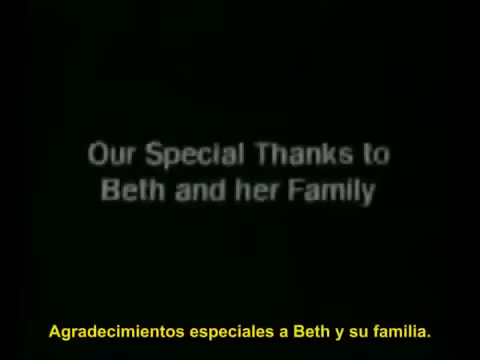 Our Special Thanks to
Beth and her Family
Agradecimientos especiales a Beth y su familia.